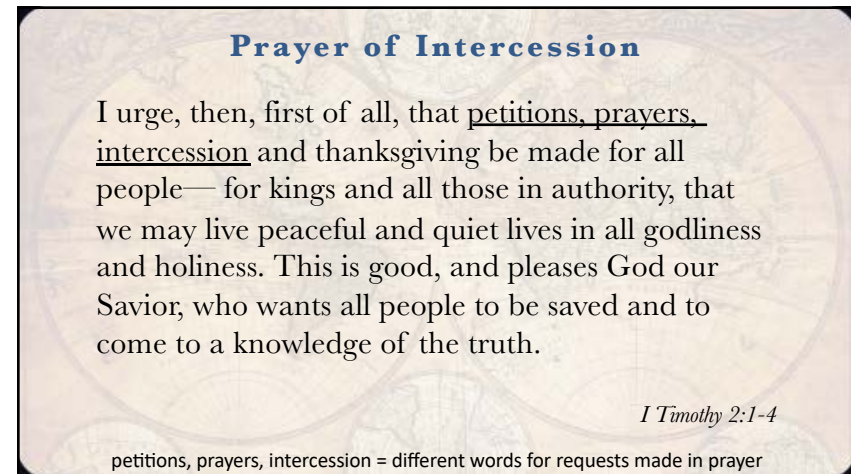 Prayer of Intercession
I urge, then, first of all, that petitions, prayers,
intercession and thanksgiving be made for all
people— for kings and all those in authority, that
we may live peaceful and quiet lives in all godliness
and holiness. This is good, and pleases God our
Savior, who wants all people to be saved and to
come to a knowledge of the truth.
I Timothy 2:1-4
petitions, prayers, intercession = different words for requests made in prayer